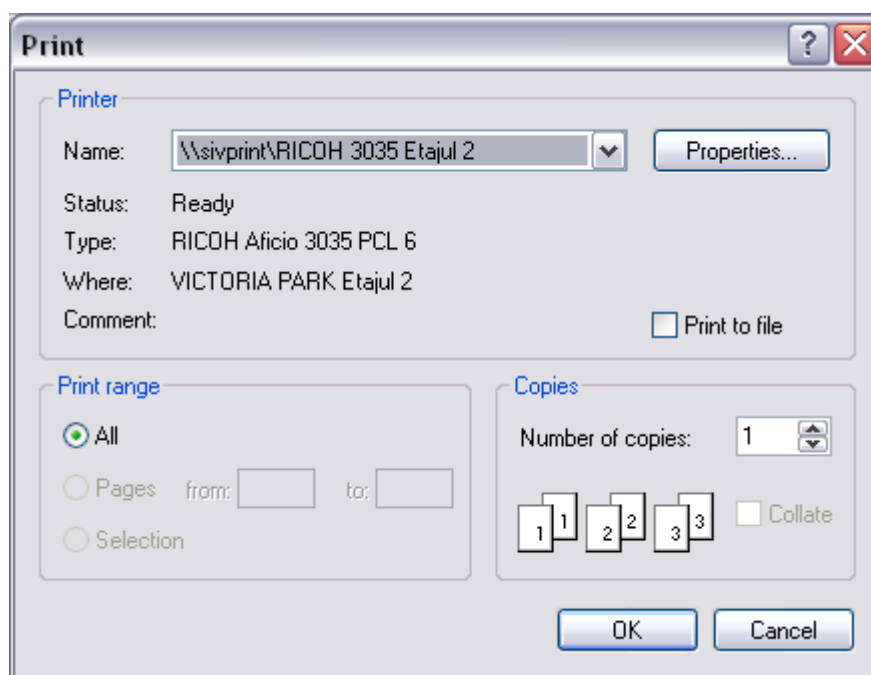 Print
Printer
Name: \\sivprint\RICOH 3035 Etajul 2 Properties...
Status: Ready
Type: RICOH Aficio 3035 PCL 6
Where: VICTORIA PARK Etajul 2
Comment: Print to file
Print range
All
Pages from: to:
Selection
Copies
Number of copies: 1
1 1 2 2 3 3 Collate
OK Cancel